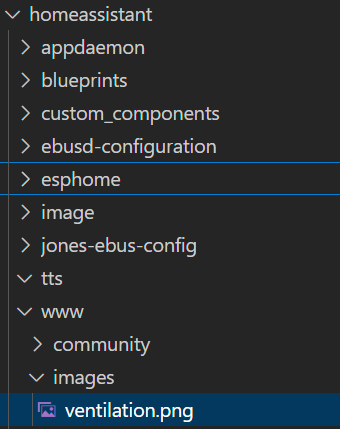 homeassistant
appdaemon
blueprints
custom_components
ebusd-configuration
esphome
image
jones-ebus-config
tts
www
community
images
ventilation.png